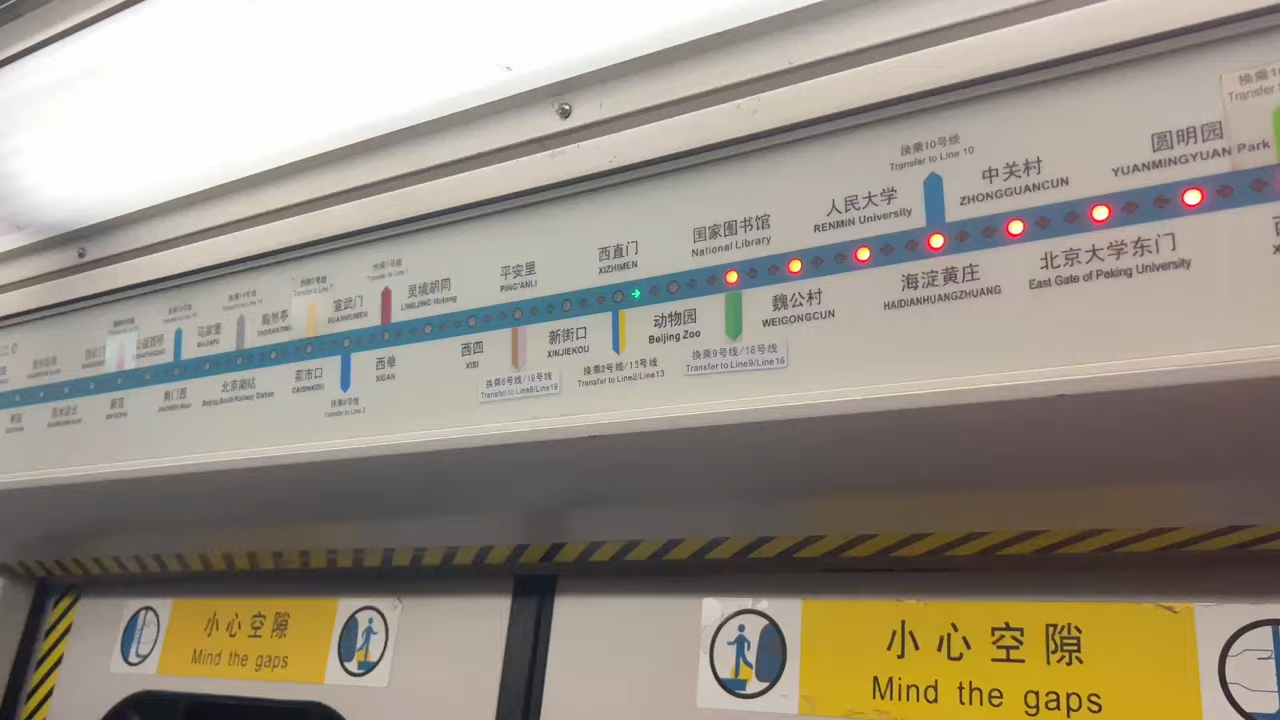 换乘10号线
Transfer to Line 10
圆明园
YUANMINGYUAN Park
中关村
ZHONGGUANCUN
人民大学
RENMIN University
国家图书馆
National Library
西直门
XIZHIMEN
平安里
PING'ANLI
灵境胡同
LINGJING Hutong
宣武门
XUANWUMEN
陶然亭
TAORANTING
马家堡
MAJIAPU
北京大学东门
East Gate of Peking University
海淀黄庄
HAIDIANHUANGZHUANG
魏公村
WEIGONGCUN
换乘9号线/16号线
Transfer to Line9/Line16
动物园
Beijing Zoo
换乘2号线/13号线
Transfer to Line2/Line13
新街口
XINJIEKOU
换乘6号线/19号线
Transfer to Line6/Line19
西四
XISI
西单
XIDAN
Transfer to Line 2
菜市口
CAISHIKOU
北京南站
Beijing South Railway Station
角门西
小心空隙
Mind the gaps
小心空隙
Mind the gaps